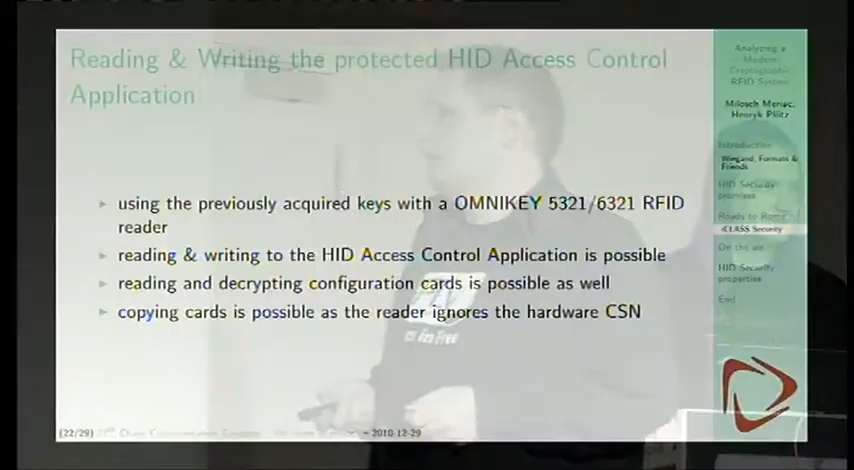 Reading & Writing the protected HID Access Control
Application
using the previously acquired keys with a OMNIKEY 5321/6321 RFID
reader
reading & writing to the HID Access Control Application is possible
reading and decrypting configuration cards is possible as well
copying cards is possible as the reader ignores the hardware CSN
Analyzing a
Modern
Cryptographic
RFID System
Milosch Meriac,
Henryk Plötz
Introduction
Wiegand, Formats &
Friends
HID Security
promises
Ready to
iCLASS Security
On the air
HID Security
properties
End
(22/29)
2010-12-29